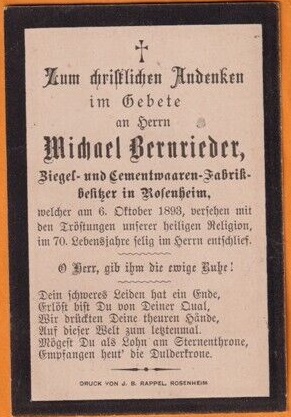 Zum christlichen Andenken
im Gebete
an Herrn
Michael Bernrieder,
Ziegel- und Cementwaaren-Fabrik-
besitzer in Rosenheim,
welcher am 6. Oktober 1893, versehen mit
den Tröstungen unserer heiligen Religion,
im 70. Lebensjahre selig im Herrn entschlief.
O Herr, gib ihm die ewige Ruhe!
Dein schweres Leiden hat ein Ende,
Erlöst bist Du von Deiner Qual,
Wir drückten Deine theuren Hände,
Auf dieser Welt zum letztenmal.
Mögest Du als Lohn am Sternenthrone,
Empfangen heut' die Dulderkrone.
DRUCK VON J. B. RAPPEL, ROSENHEIM